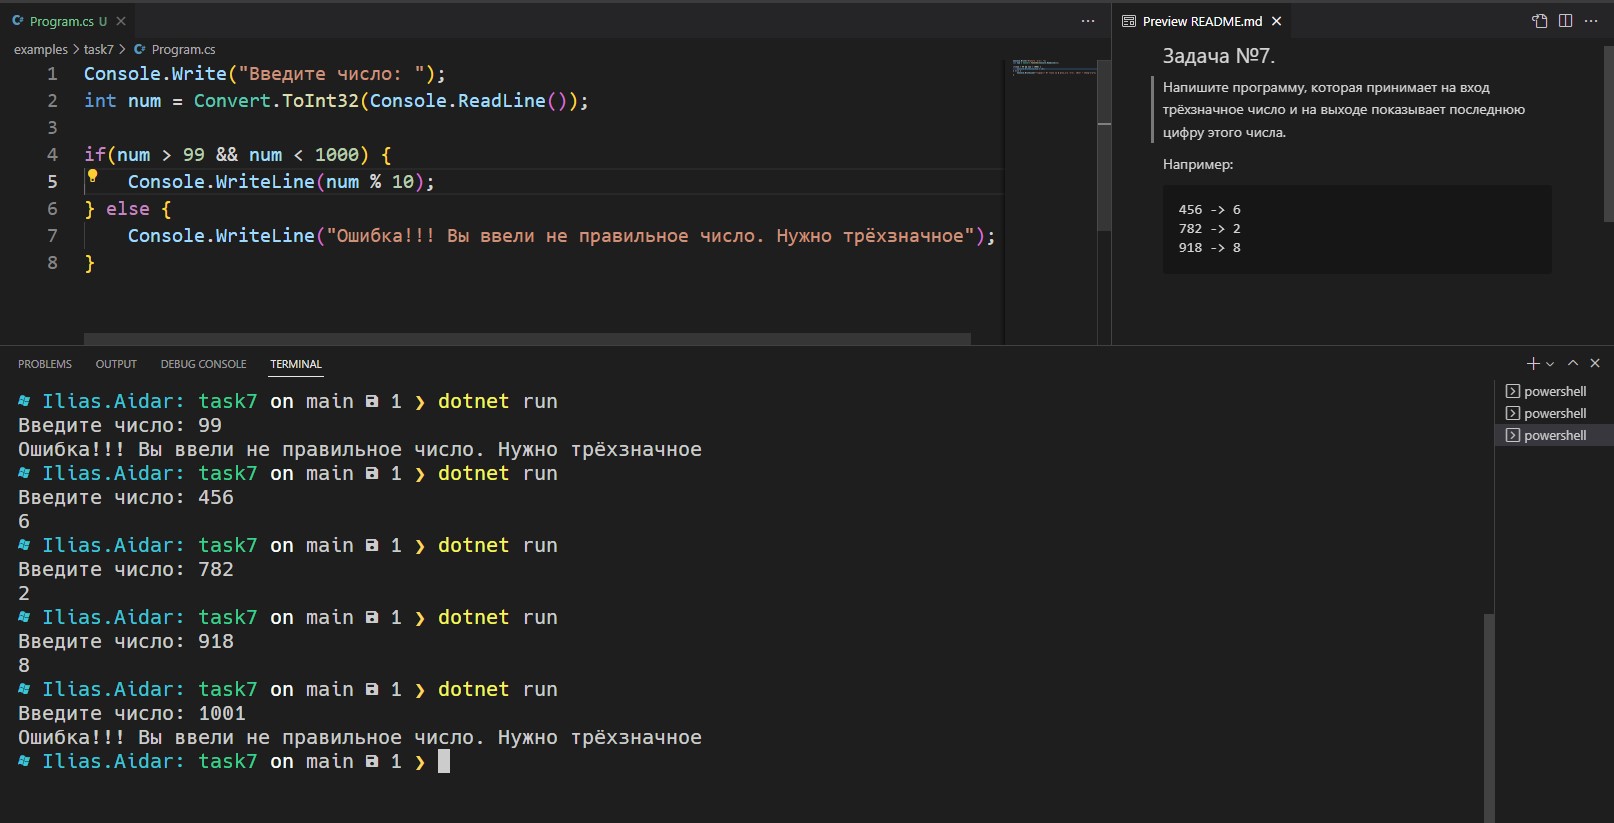 Program.cs U
examples > task7 > Program.cs
1 Console.Write("Введите число: ");
2 int num = Convert.ToInt32(Console.ReadLine());
3
4 if(num > 99 && num < 1000) {
5 Console.WriteLine(num % 10);
6 } else {
7 Console.WriteLine("Ошибка!!! Вы ввели не правильное число. Нужно трёхзначное");
8 }
Preview README.md
Задача №7.
Напишите программу, которая принимает на вход
трёхзначное число и на выходе показывает последнюю
цифру этого числа.
Например:
456 -> 6
782 -> 2
918 -> 8
PROBLEMS OUTPUT DEBUG CONSOLE TERMINAL
Ilias.Aidar: task7 on main 1 ❯ dotnet run
Введите число: 99
Ошибка!!! Вы ввели не правильное число. Нужно трёхзначное
Ilias.Aidar: task7 on main 1 ❯ dotnet run
Введите число: 456
6
Ilias.Aidar: task7 on main 1 ❯ dotnet run
Введите число: 782
2
Ilias.Aidar: task7 on main 1 ❯ dotnet run
Введите число: 918
8
Ilias.Aidar: task7 on main 1 ❯ dotnet run
Введите число: 1001
Ошибка!!! Вы ввели не правильное число. Нужно трёхзначное
Ilias.Aidar: task7 on main 1 ❯
powershell
powershell
powershell